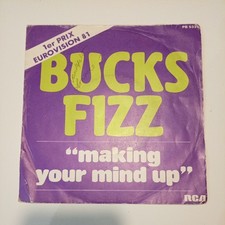 1er PRIX
EUROVISION 81
BUCKS
FIZZ
"making
your mind up"
RCA